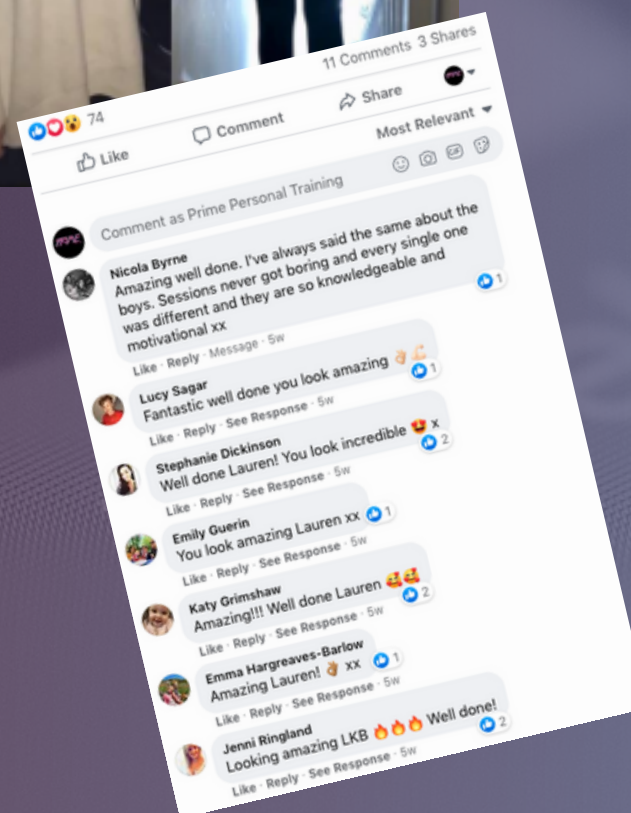 11 Comments 3 Shares
74
Like Comment Share
Most Relevant
Comment as Prime Personal Training
Nicola Byrne
Amazing well done. I've always said the same about the
boys. Sessions never got boring and every single one
was different and they are so knowledgeable and
motivational xx
1
Like · Reply · Message · 5w
Lucy Sagar
Fantastic well done you look amazing 👌🏼💪🏻
1
Like · Reply · See Response · 5w
Stephanie Dickinson
Well done Lauren! You look incredible 😍 x
2
Like · Reply · See Response · 5w
Emily Guerin
You look amazing Lauren xx
1
Like · Reply · See Response · 5w
Katy Grimshaw
Amazing!!! Well done Lauren 🥰🥰
2
Like · Reply · See Response · 5w
Emma Hargreaves-Barlow
Amazing Lauren! 👌🏽 xx
1
Like · Reply · See Response · 5w
Jenni Ringland
Looking amazing LKB 🔥🔥🔥 Well done!
2
Like · Reply · See Response · 5w